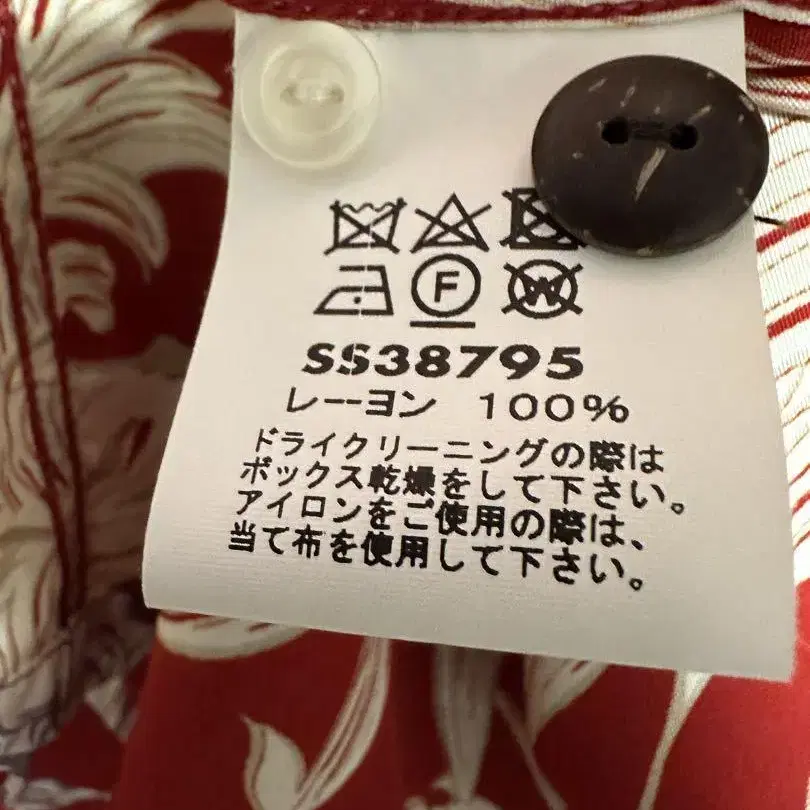 F W
SS38795
レーヨン 100%
ドライクリーニングの際は
ボックス乾燥をして下さい。
アイロンをご使用の際は、
当て布を使用して下さい。